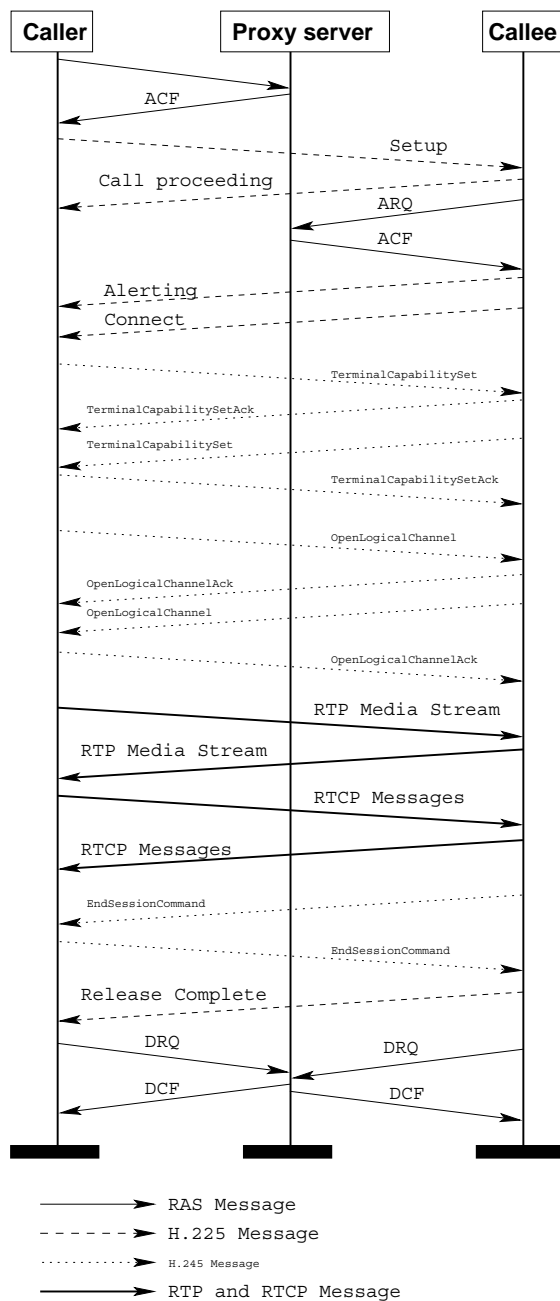 Caller
Proxy server
Callee
ACF
Setup
Call proceeding
ARQ
ACF
Alerting
Connect
TerminalCapabilitySet
TerminalCapabilitySetAck
TerminalCapabilitySet
TerminalCapabilitySetAck
OpenLogicalChannel
OpenLogicalChannelAck
OpenLogicalChannel
OpenLogicalChannelAck
RTP Media Stream
RTP Media Stream
RTCP Messages
RTCP Messages
EndSessionCommand
EndSessionCommand
Release Complete
DRQ
DRQ
DCF
DCF
RAS Message
H.225 Message
H.245 Message
RTP and RTCP Message